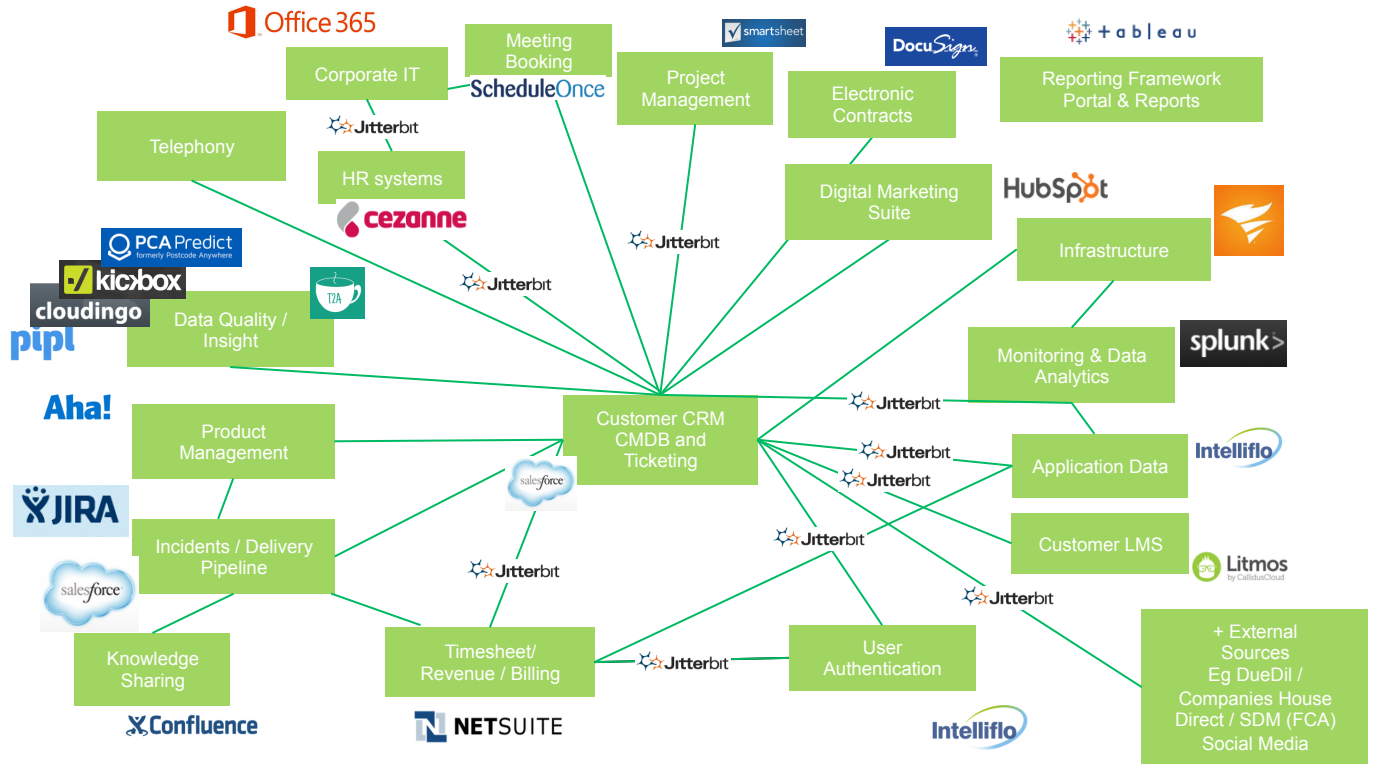 Office 365
Meeting
Booking
ScheduleOnce
smartsheet
DocuSign
tableau
Corporate IT
Project
Management
Electronic
Contracts
Reporting Framework
Portal & Reports
Jitterbit
Telephony
HR systems
cezanne
Digital Marketing
Suite
HubSpot
Jitterbit
Infrastructure
PCA Predict
formerly Postcode Anywhere
kickbox
cloudingo
pipl
T2A
Jitterbit
Data Quality /
Insight
Monitoring & Data
Analytics
splunk>
Aha!
Jitterbit
Product
Management
Customer CRM
CMDB and
Ticketing
salesforce
Jitterbit
Jitterbit
Application Data
Intelliflo
JIRA
Incidents / Delivery
Pipeline
salesforce
Jitterbit
Jitterbit
Customer LMS
Litmos
by CallidusCloud
Jitterbit
Knowledge
Sharing
Confluence
Timesheet/
Revenue / Billing
NETSUITE
Jitterbit
User
Authentication
Intelliflo
+ External
Sources
Eg DueDil /
Companies House
Direct / SDM (FCA)
Social Media